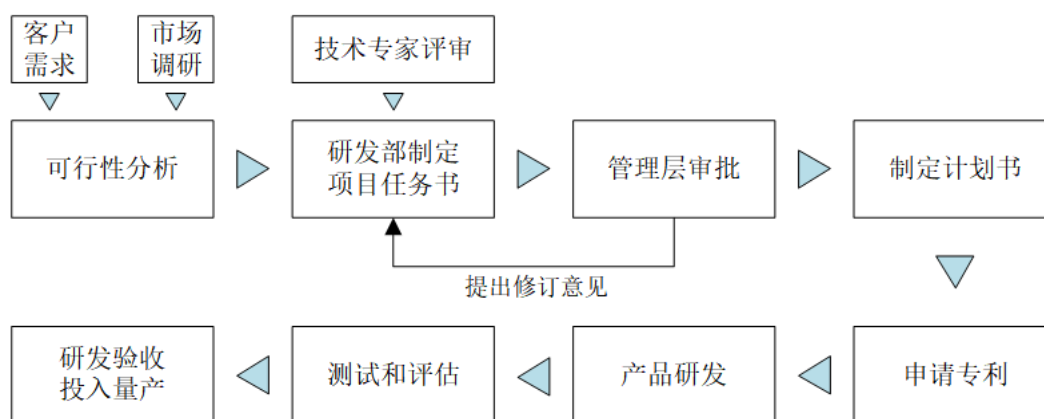 客户
需求
市场
调研
技术专家评审
可行性分析
研发部制定
项目任务书
管理层审批
制定计划书
提出修订意见
研发验收
投入量产
测试和评估
产品研发
申请专利